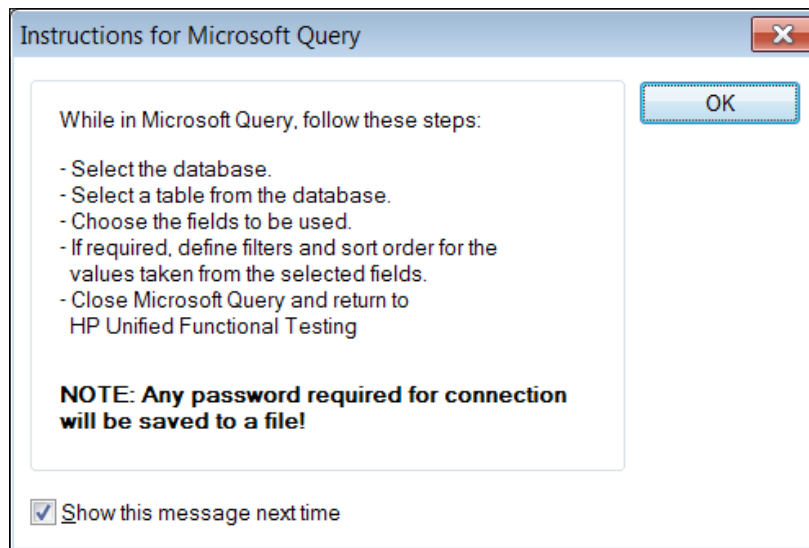 Instructions for Microsoft Query
OK
While in Microsoft Query, follow these steps:
- Select the database.
- Select a table from the database.
- Choose the fields to be used.
- If required, define filters and sort order for the
values taken from the selected fields.
- Close Microsoft Query and return to
HP Unified Functional Testing
NOTE: Any password required for connection
will be saved to a file!
Show this message next time